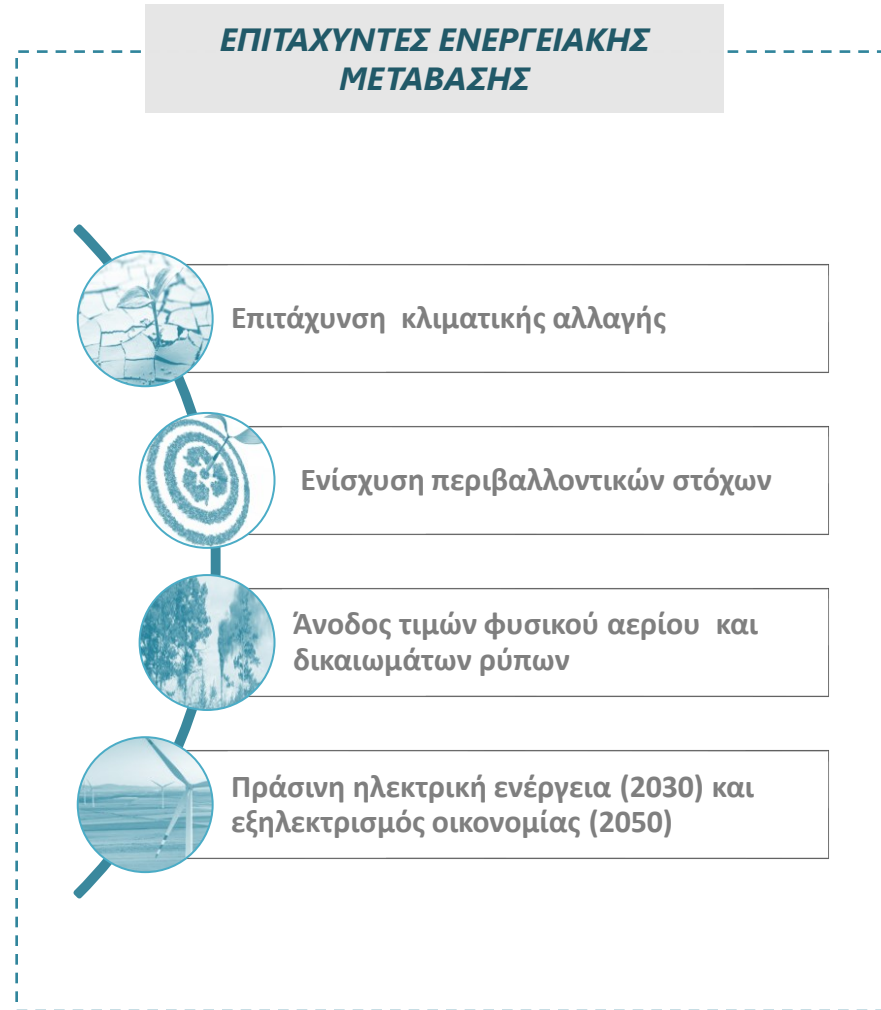 ΕΠΙΤΑΧΥΝΤΕΣ ΕΝΕΡΓΕΙΑΚΗΣ
ΜΕΤΑΒΑΣΗΣ
Επιτάχυνση κλιματικής αλλαγής
Ενίσχυση περιβαλλοντικών στόχων
Άνοδος τιμών φυσικού αερίου και
δικαιωμάτων ρύπων
Πράσινη ηλεκτρική ενέργεια (2030) και
εξηλεκτρισμός οικονομίας (2050)